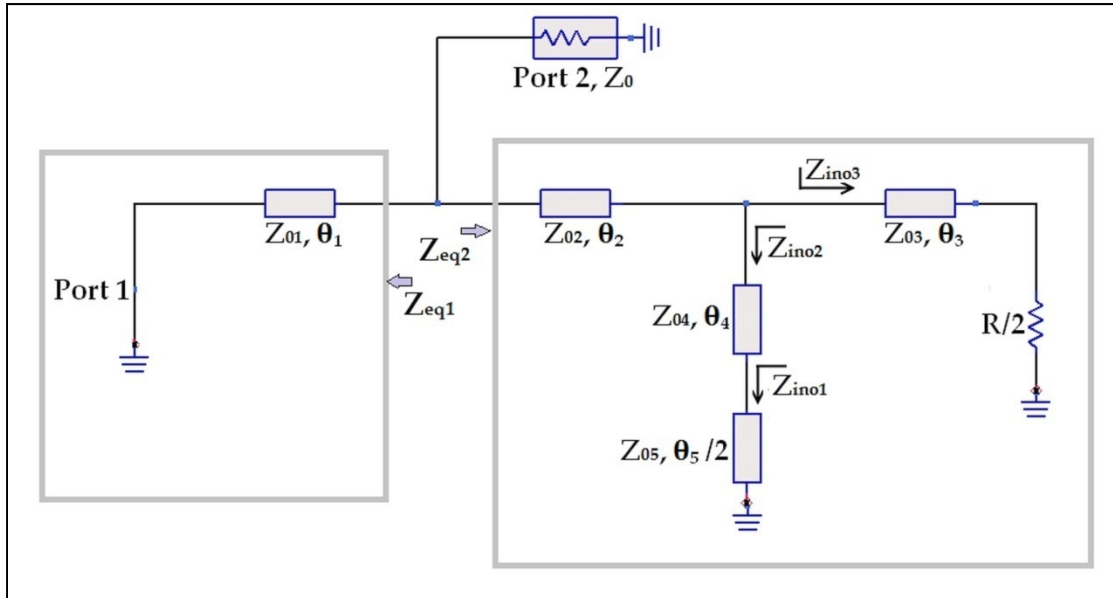 Port 2, Z₀
Z₀₁, θ₁
Port 1
Zeq2
Zeq1
Z₀₂, θ₂
Zino3
Z₀₃, θ₃
Zino2
Z₀₄, θ₄
R/2
Zino1
Z₀₅, θ₅ /2